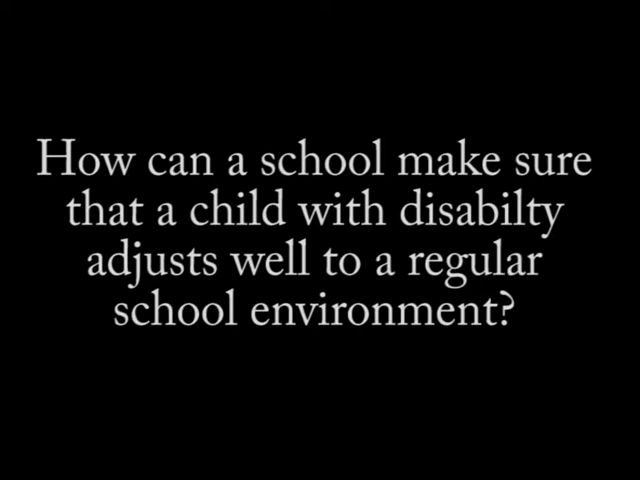 How can a school make sure
that a child with disabilty
adjusts well to a regular
school environment?